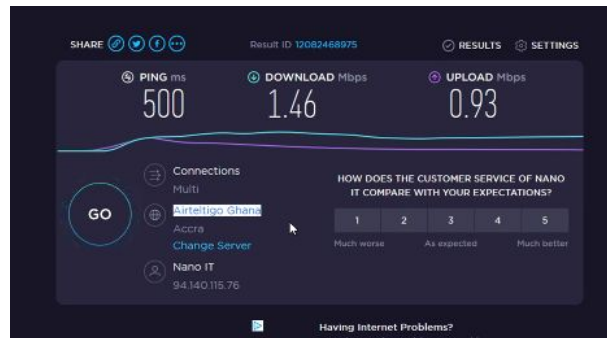 SHARE
Result ID 12082468975
RESULTS
SETTINGS
PING ms
500
DOWNLOAD Mbps
1.46
UPLOAD Mbps
0.93
GO
Connections
Multi
Airteltigo Ghana
Accra
Change Server
Nano IT
94.140.115.76
HOW DOES THE CUSTOMER SERVICE OF NANO
IT COMPARE WITH YOUR EXPECTATIONS?
1 2 3 4 5
Much worse As expected Much better
Having Internet Problems?